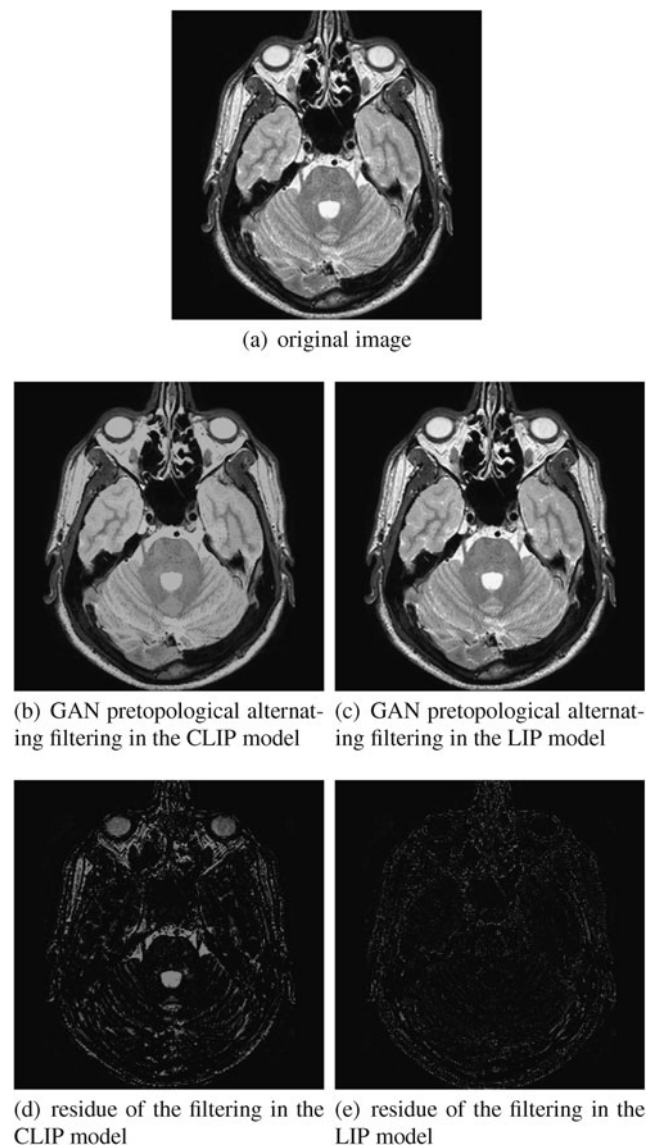 (a) original image
(b) GAN pretopological alternat-
ing filtering in the CLIP model
(c) GAN pretopological alternat-
ing filtering in the LIP model
(d) residue of the filtering in the
CLIP model
(e) residue of the filtering in the
LIP model